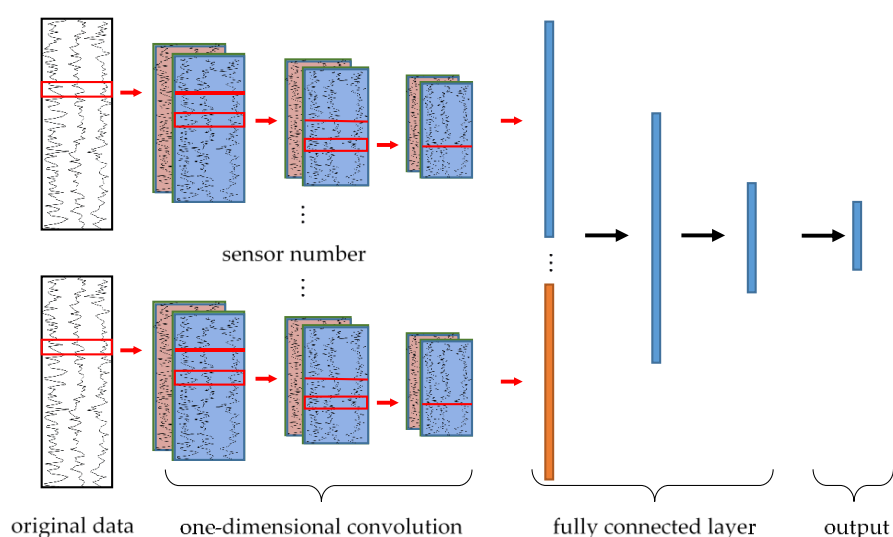 sensor number
original data
one-dimensional convolution
fully connected layer
output